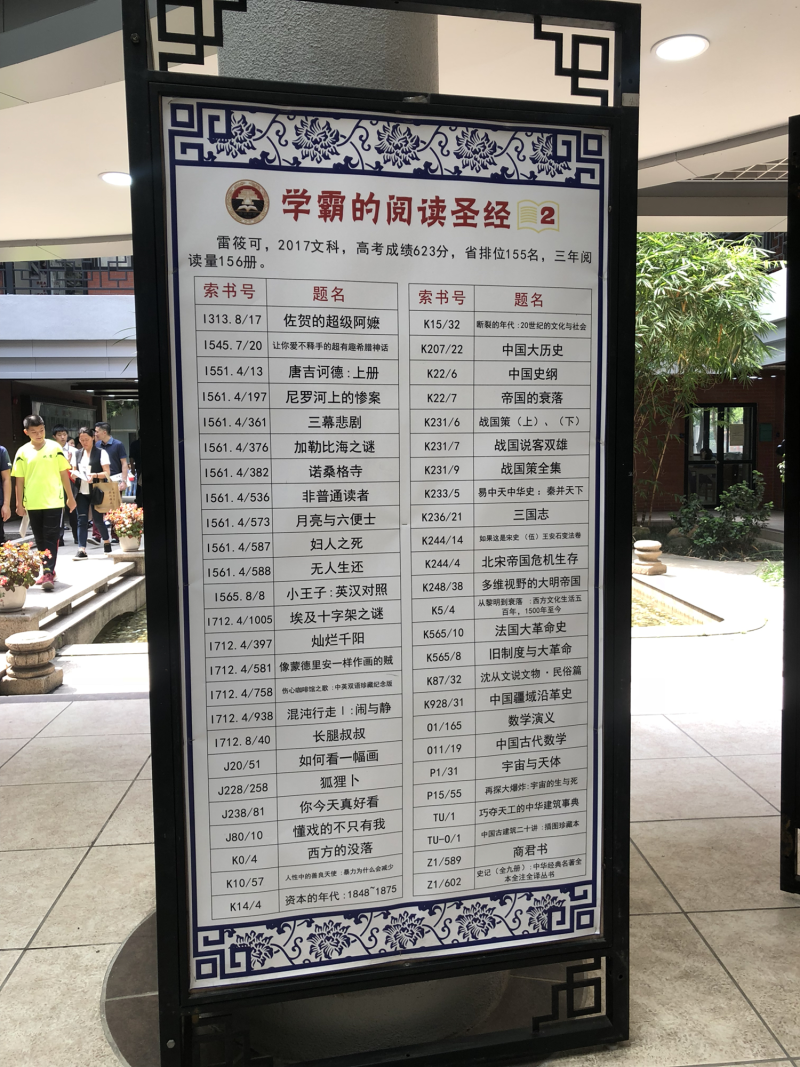 学霸的阅读圣经 2
雷筱可，2017文科，高考成绩623分，省排位155名，三年阅
读量156册。
索书号 题名
I313.8/17 佐贺的超级阿嬷
I545.7/20 让你爱不释手的超有趣希腊神话
I551.4/13 唐吉诃德：上册
I561.4/197 尼罗河上的惨案
I561.4/361 三幕悲剧
I561.4/376 加勒比海之谜
I561.4/382 诺桑格寺
I561.4/536 非普通读者
I561.4/573 月亮与六便士
I561.4/587 妇人之死
I561.4/588 无人生还
I565.8/8 小王子：英汉对照
I712.4/1005 埃及十字架之谜
I712.4/397 灿烂千阳
I712.4/581 像蒙德里安一样作画的贼
I712.4/758 伤心咖啡馆之歌：中英双语珍藏纪念版
I712.4/938 混沌行走Ⅰ：闹与静
I712.8/40 长腿叔叔
J20/51 如何看一幅画
J228/258 狐狸卜
J238/81 你今天真好看
J80/10 懂戏的不只有我
K0/4 西方的没落
K10/57 人性中的善良天使：暴力为什么会减少
K14/4 资本的年代：1848~1875
索书号 题名
K15/32 断裂的年代：20世纪的文化与社会
K207/22 中国大历史
K22/6 中国史纲
K22/7 帝国的衰落
K231/6 战国策（上）、（下）
K231/7 战国说客双雄
K231/9 战国策全集
K233/5 易中天中华史：秦并天下
K236/21 三国志
K244/14 如果这是宋史（伍）王安石变法卷
K244/4 北宋帝国危机生存
K248/38 多维视野的大明帝国
K5/4 从黎明到衰落：西方文化生活五
百年，1500年至今
K565/10 法国大革命史
K565/8 旧制度与大革命
K87/32 沈从文说文物·民俗篇
K928/31 中国疆域沿革史
O1/165 数学演义
O11/19 中国古代数学
P1/31 宇宙与天体
P15/55 再探大爆炸：宇宙的生与死
TU/1 巧夺天工的中华建筑事典
TU-0/1 中国古建筑二十讲：插图珍藏本
Z1/589 商君书
Z1/602 史记（全九册）：中华经典名著全
本全注全译丛书